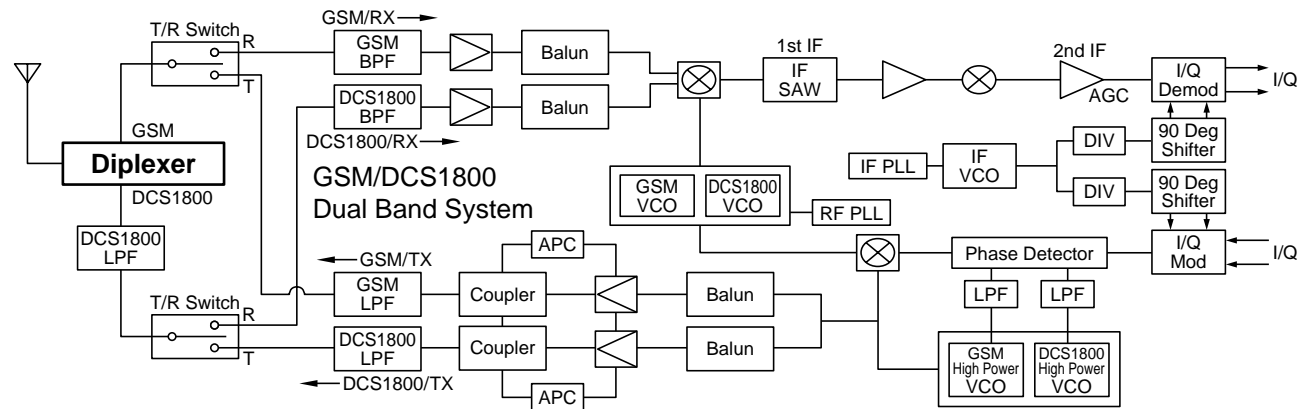 T/R Switch
R
T
GSM
Diplexer
DCS1800
DCS1800
LPF
T/R Switch
R
T
GSM/RX
GSM
BPF
Balun
DCS1800
BPF
Balun
DCS1800/RX
GSM/DCS1800
Dual Band System
1st IF
IF
SAW
2nd IF
AGC
I/Q
Demod
I/Q
DIV
90 Deg
Shifter
IF PLL
IF
VCO
DIV
90 Deg
Shifter
GSM
VCO
DCS1800
VCO
RF PLL
Phase Detector
I/Q
Mod
I/Q
LPF
LPF
GSM
High Power
VCO
DCS1800
High Power
VCO
GSM/TX
GSM
LPF
APC
Coupler
Balun
DCS1800
LPF
Coupler
Balun
DCS1800/TX
APC